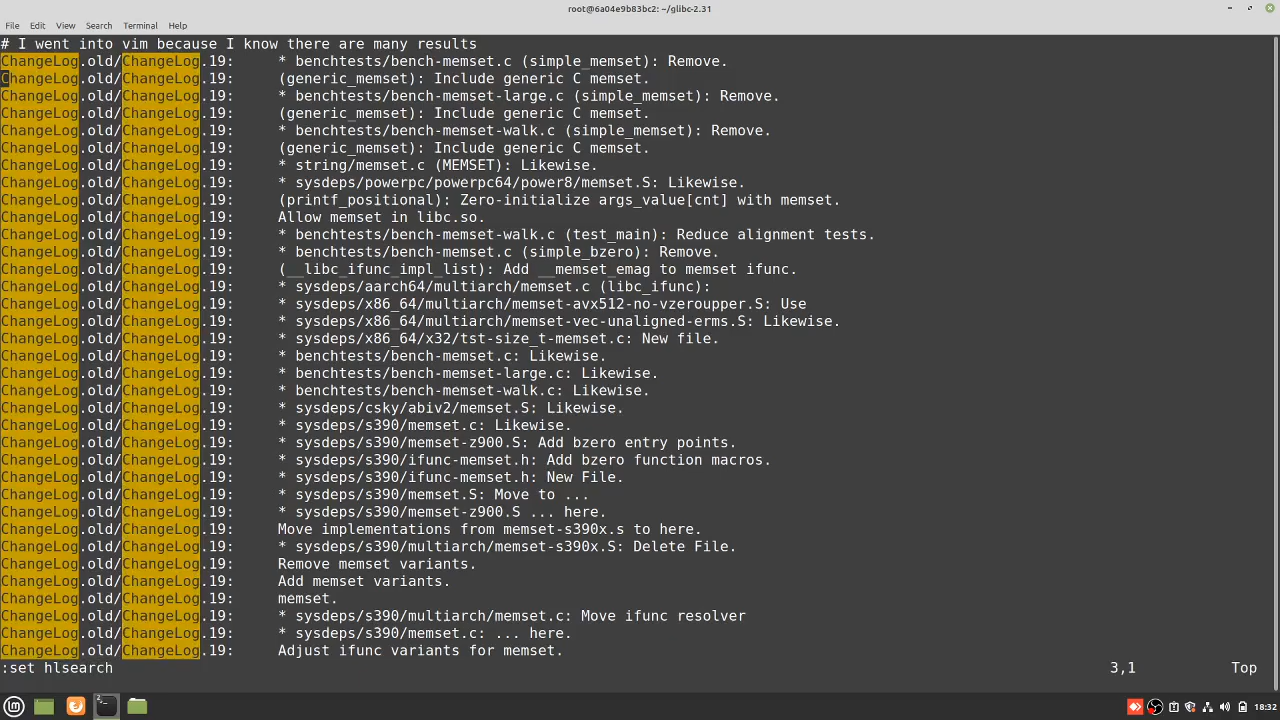 root@6a04e9b83bc2: ~/glibc-2.31
File Edit View Search Terminal Help
# I went into vim because I know there are many results
ChangeLog.old/ChangeLog.19: * benchtests/bench-memset.c (simple_memset): Remove.
ChangeLog.old/ChangeLog.19: (generic_memset): Include generic C memset.
ChangeLog.old/ChangeLog.19: * benchtests/bench-memset-large.c (simple_memset): Remove.
ChangeLog.old/ChangeLog.19: (generic_memset): Include generic C memset.
ChangeLog.old/ChangeLog.19: * benchtests/bench-memset-walk.c (simple_memset): Remove.
ChangeLog.old/ChangeLog.19: (generic_memset): Include generic C memset.
ChangeLog.old/ChangeLog.19: * string/memset.c (MEMSET): Likewise.
ChangeLog.old/ChangeLog.19: * sysdeps/powerpc/powerpc64/power8/memset.S: Likewise.
ChangeLog.old/ChangeLog.19: (printf_positional): Zero-initialize args_value[cnt] with memset.
ChangeLog.old/ChangeLog.19: Allow memset in libc.so.
ChangeLog.old/ChangeLog.19: * benchtests/bench-memset-walk.c (test_main): Reduce alignment tests.
ChangeLog.old/ChangeLog.19: * benchtests/bench-memset.c (simple_bzero): Remove.
ChangeLog.old/ChangeLog.19: (__libc_ifunc_impl_list): Add __memset_emag to memset ifunc.
ChangeLog.old/ChangeLog.19: * sysdeps/aarch64/multiarch/memset.c (libc_ifunc):
ChangeLog.old/ChangeLog.19: * sysdeps/x86_64/multiarch/memset-avx512-no-vzeroupper.S: Use
ChangeLog.old/ChangeLog.19: * sysdeps/x86_64/multiarch/memset-vec-unaligned-erms.S: Likewise.
ChangeLog.old/ChangeLog.19: * sysdeps/x86_64/x32/tst-size_t-memset.c: New file.
ChangeLog.old/ChangeLog.19: * benchtests/bench-memset.c: Likewise.
ChangeLog.old/ChangeLog.19: * benchtests/bench-memset-large.c: Likewise.
ChangeLog.old/ChangeLog.19: * benchtests/bench-memset-walk.c: Likewise.
ChangeLog.old/ChangeLog.19: * sysdeps/csky/abiv2/memset.S: Likewise.
ChangeLog.old/ChangeLog.19: * sysdeps/s390/memset.c: Likewise.
ChangeLog.old/ChangeLog.19: * sysdeps/s390/memset-z900.S: Add bzero entry points.
ChangeLog.old/ChangeLog.19: * sysdeps/s390/ifunc-memset.h: Add bzero function macros.
ChangeLog.old/ChangeLog.19: * sysdeps/s390/ifunc-memset.h: New File.
ChangeLog.old/ChangeLog.19: * sysdeps/s390/memset.S: Move to ...
ChangeLog.old/ChangeLog.19: * sysdeps/s390/memset-z900.S ... here.
ChangeLog.old/ChangeLog.19: Move implementations from memset-s390x.s to here.
ChangeLog.old/ChangeLog.19: * sysdeps/s390/multiarch/memset-s390x.S: Delete File.
ChangeLog.old/ChangeLog.19: Remove memset variants.
ChangeLog.old/ChangeLog.19: Add memset variants.
ChangeLog.old/ChangeLog.19: memset.
ChangeLog.old/ChangeLog.19: * sysdeps/s390/multiarch/memset.c: Move ifunc resolver
ChangeLog.old/ChangeLog.19: * sysdeps/s390/memset.c: ... here.
ChangeLog.old/ChangeLog.19: Adjust ifunc variants for memset.
:set hlsearch 3,1 Top
18:32